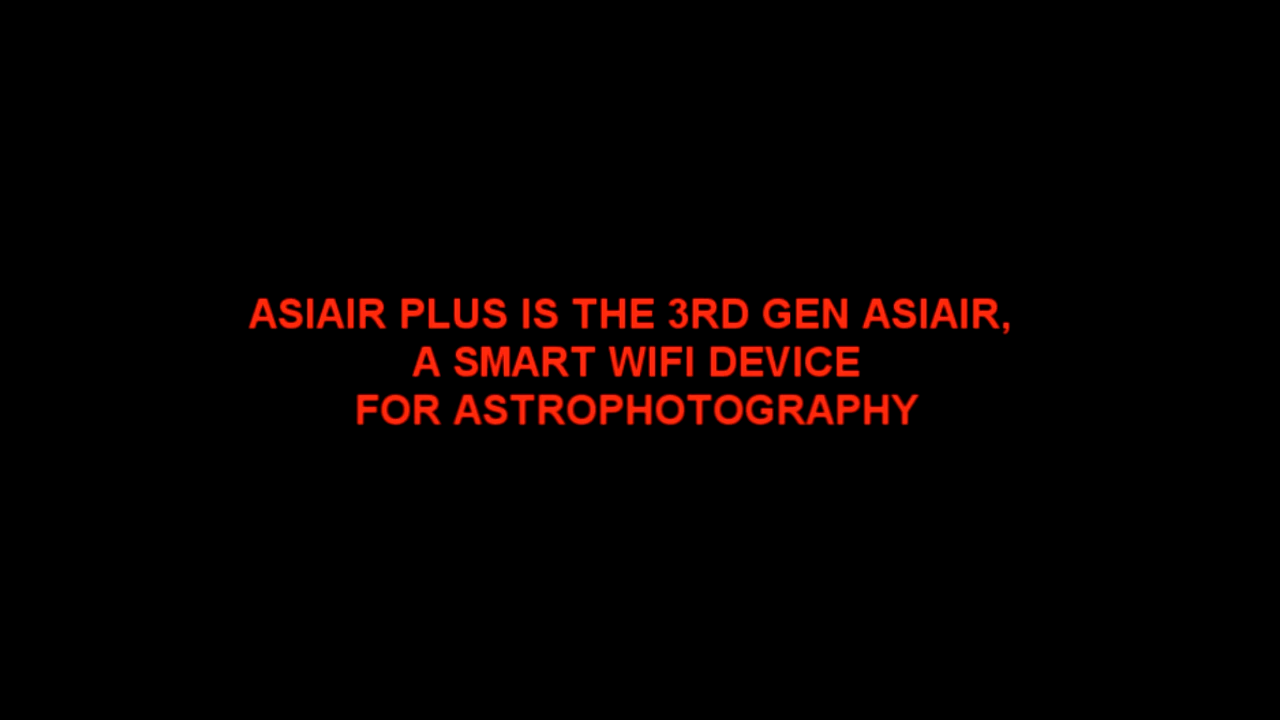 ASIAIR PLUS IS THE 3RD GEN ASIAIR,
A SMART WIFI DEVICE
FOR ASTROPHOTOGRAPHY